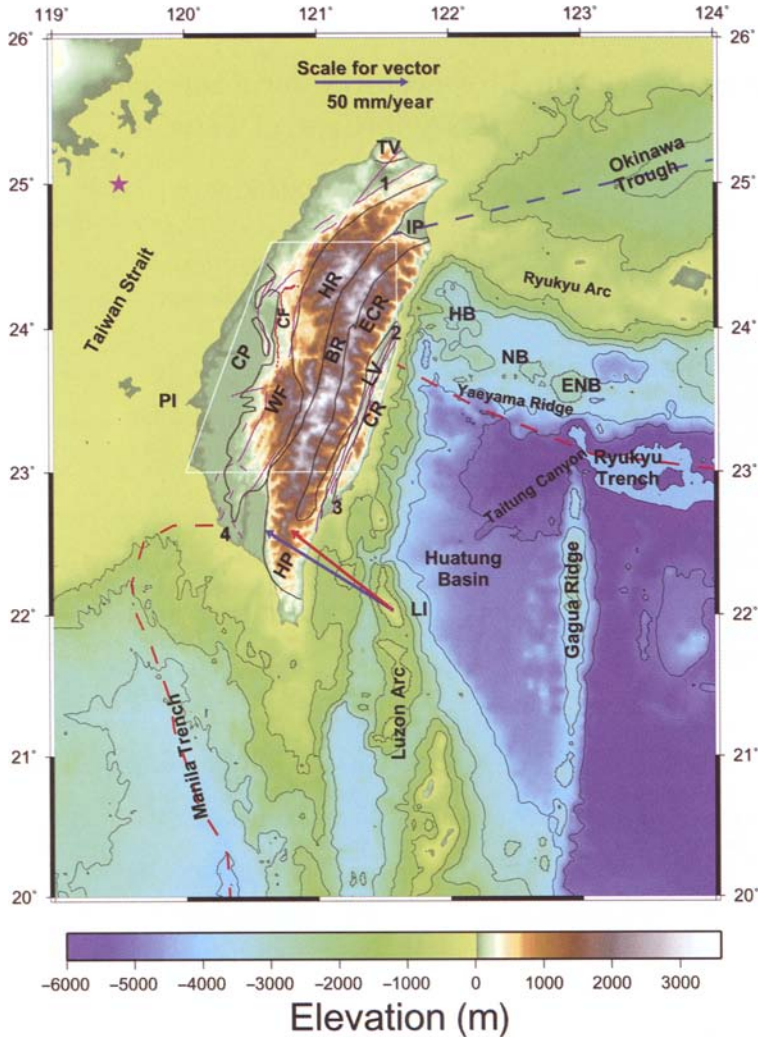 119° 120° 121° 122° 123° 124°
26° 26°
Scale for vector
50 mm/year
TV
Okinawa
Trough
25° 25°
1
IP
Taiwan Strait
HR
Ryukyu Arc
ECR
HB
CF
24° 24°
2
CP
BR
NB
LV
ENB
PI
WF
CR
Yaeyama Ridge
23° 23°
Ryukyu
Trench
Taitung Canyon
3
4
HP
Huatung
Basin
Gagua Ridge
LI
22° 22°
Luzon Arc
Manila Trench
21° 21°
20° 20°
−6000 −5000 −4000 −3000 −2000 −1000 0 1000 2000 3000
Elevation (m)